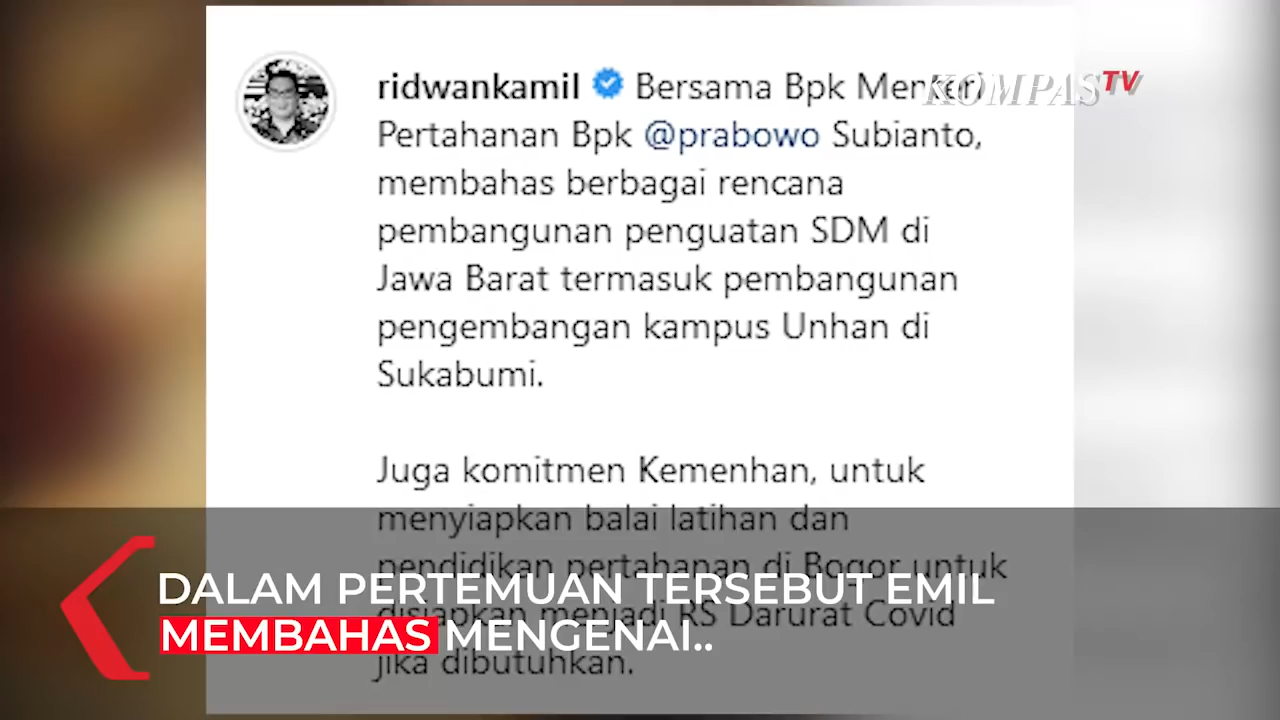 ridwankamil Bersama Bpk Menteri
KOMPAS TV
Pertahanan Bpk @prabowo Subianto,
membahas berbagai rencana
pembangunan penguatan SDM di
Jawa Barat termasuk pembangunan
pengembangan kampus Unhan di
Sukabumi.
Juga komitmen Kemenhan, untuk
menyiapkan balai latihan dan
pendidikan pertahanan di Bogor untuk
disiapkan menjadi RS Darurat Covid
jika dibutuhkan.
DALAM PERTEMUAN TERSEBUT EMIL
MEMBAHAS MENGENAI..